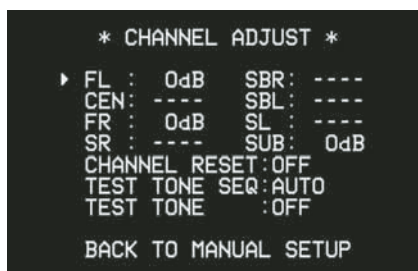 * CHANNEL ADJUST *
FL : 0dB SBR: ----
CEN: ---- SBL: ----
FR : 0dB SL : ----
SR : ---- SUB: 0dB
CHANNEL RESET:OFF
TEST TONE SEQ:AUTO
TEST TONE :OFF
BACK TO MANUAL SETUP